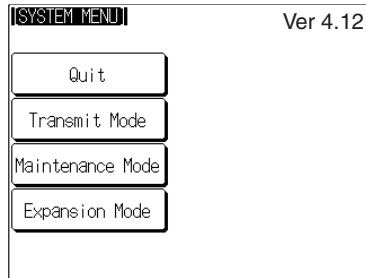 [SYSTEM MENU]
Ver 4.12
Quit
Transmit Mode
Maintenance Mode
Expansion Mode